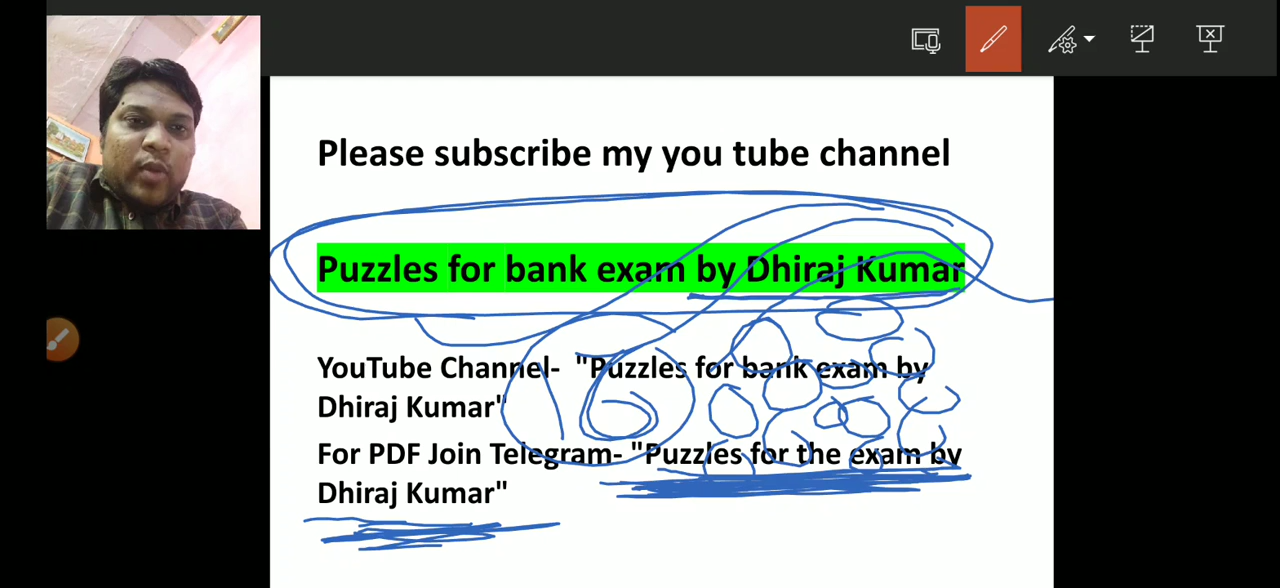 Please subscribe my you tube channel
Puzzles for bank exam by Dhiraj Kumar
YouTube Channel- "Puzzles for bank exam by
Dhiraj Kumar"
For PDF Join Telegram- "Puzzles for the exam by
Dhiraj Kumar"
16